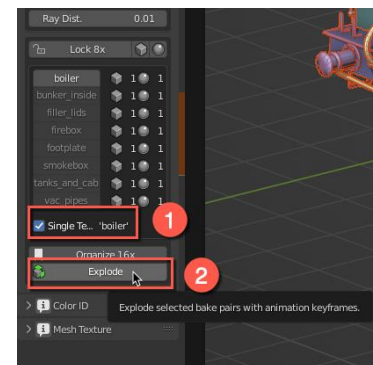 Ray Dist. 0.01
Lock 8x
boiler 1 1
bunker_inside 1 1
filler_lids 1 1
firebox 1 1
footplate 1 1
smokebox 1 1
tanks_and_cab 1 1
vac_pipes 1 1
Single Te... 'boiler' 1
Organize 16x
Explode 2
Explode selected bake pairs with animation keyframes.
Color ID
Mesh Texture